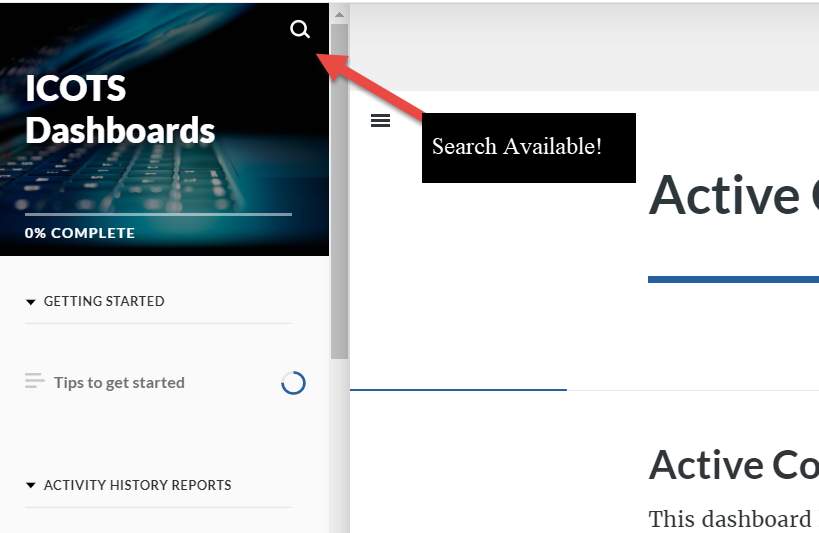 ICOTS
Dashboards
0% COMPLETE
GETTING STARTED
Tips to get started
ACTIVITY HISTORY REPORTS
Search Available!
Active
Active Co
This dashboard